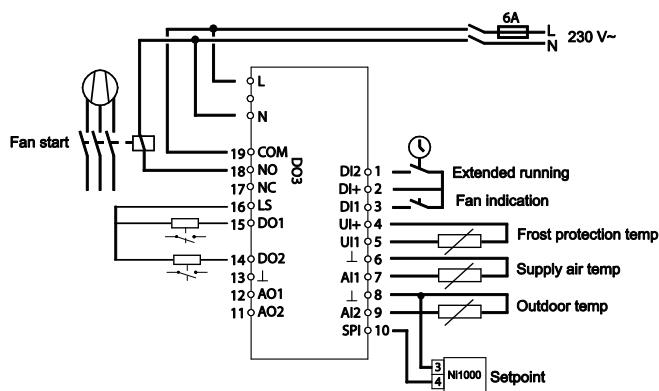 6A
L
N
230 V~
L
N
Fan start
DO3
19 COM
18 NO
17 NC
16 LS
15 DO1
14 DO2
13 ⊥
12 AO1
11 AO2
DI2 1
DI+ 2
DI1 3
UI+ 4
UI1 5
⊥ 6
AI1 7
⊥ 8
AI2 9
SPI 10
Extended running
Fan indication
Frost protection temp
Supply air temp
Outdoor temp
3
4
Ni1000
Setpoint